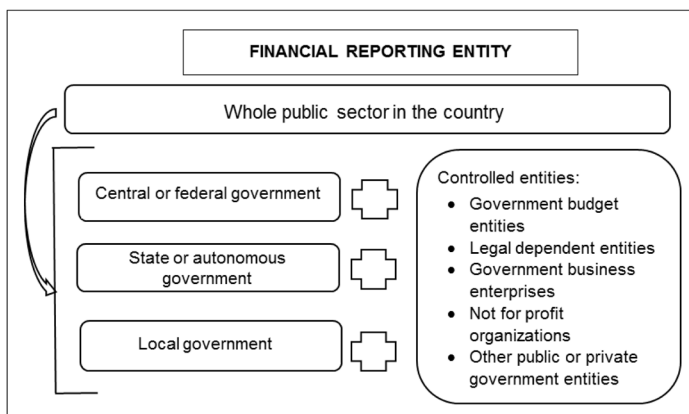 FINANCIAL REPORTING ENTITY
Whole public sector in the country
Central or federal government
State or autonomous
government
Local government
Controlled entities:
• Government budget
entities
• Legal dependent entities
• Government business
enterprises
• Not for profit
organizations
• Other public or private
government entities